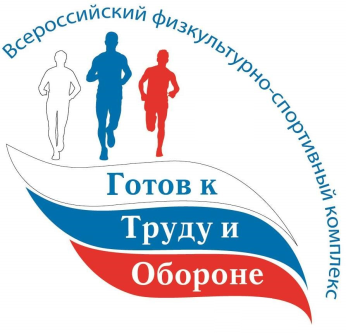 Всероссийский физкультурно-спортивный комплекс
Готов к
Труду и
Обороне